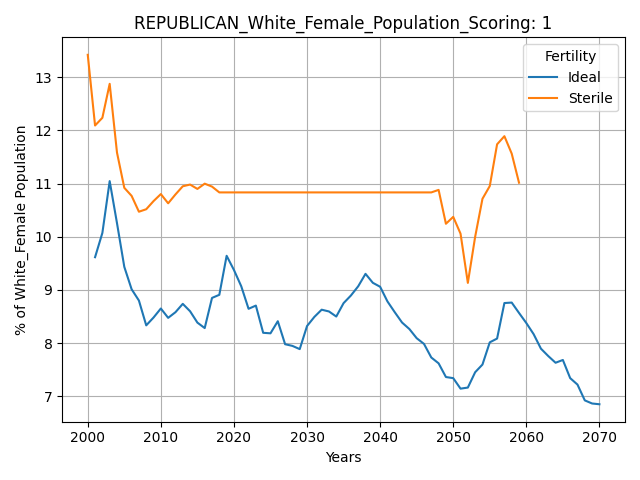 REPUBLICAN_White_Female_Population_Scoring: 1
Fertility
Ideal
Sterile
% of White_Female Population
13
12
11
10
9
8
7
2000 2010 2020 2030 2040 2050 2060 2070
Years